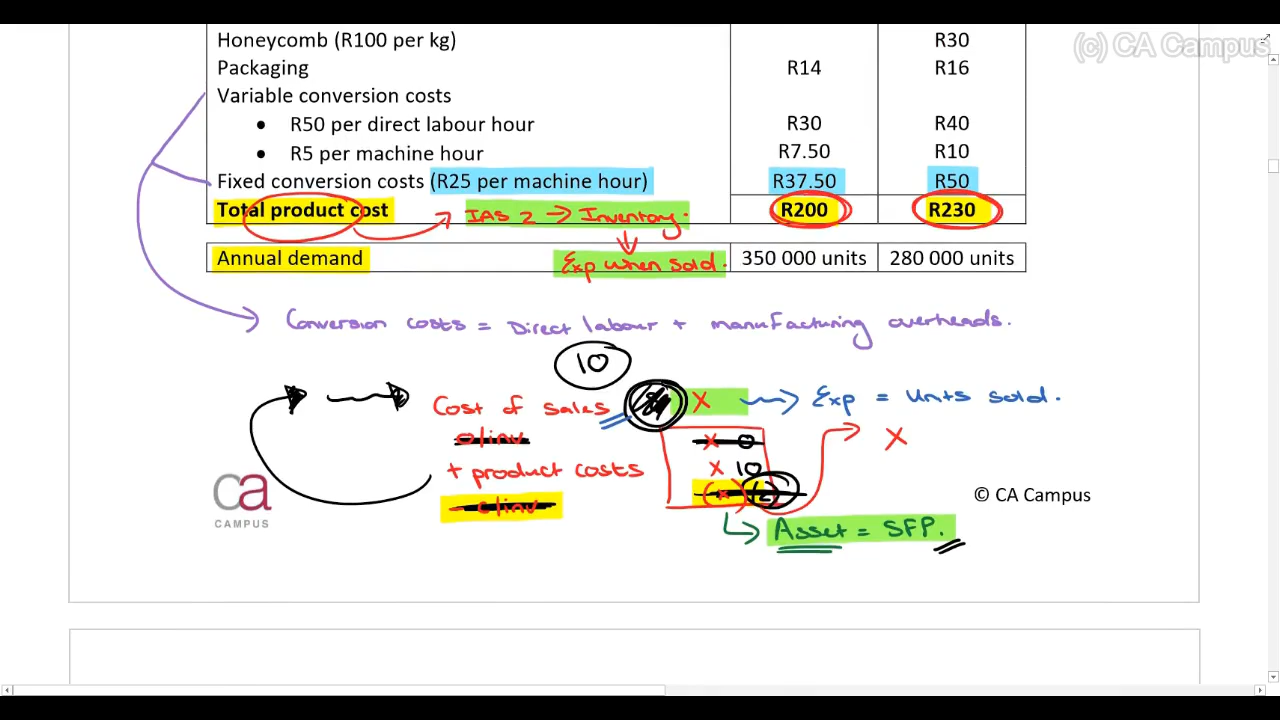 (c) CA Campus
Honeycomb (R100 per kg) R30
Packaging R14 R16
Variable conversion costs
• R50 per direct labour hour R30 R40
• R5 per machine hour R7.50 R10
Fixed conversion costs (R25 per machine hour) R37.50 R50
Total product cost IAS 2 → Inventory. R200 R230
Annual demand Exp when sold. 350 000 units 280 000 units
Conversion costs = Direct labour + manufacturing overheads.
10
Cost of sales X → Exp = Units sold.
o/inv x 0 X
+ product costs x 10
c/inv (x)
Asset = SFP.
ca
CAMPUS
© CA Campus